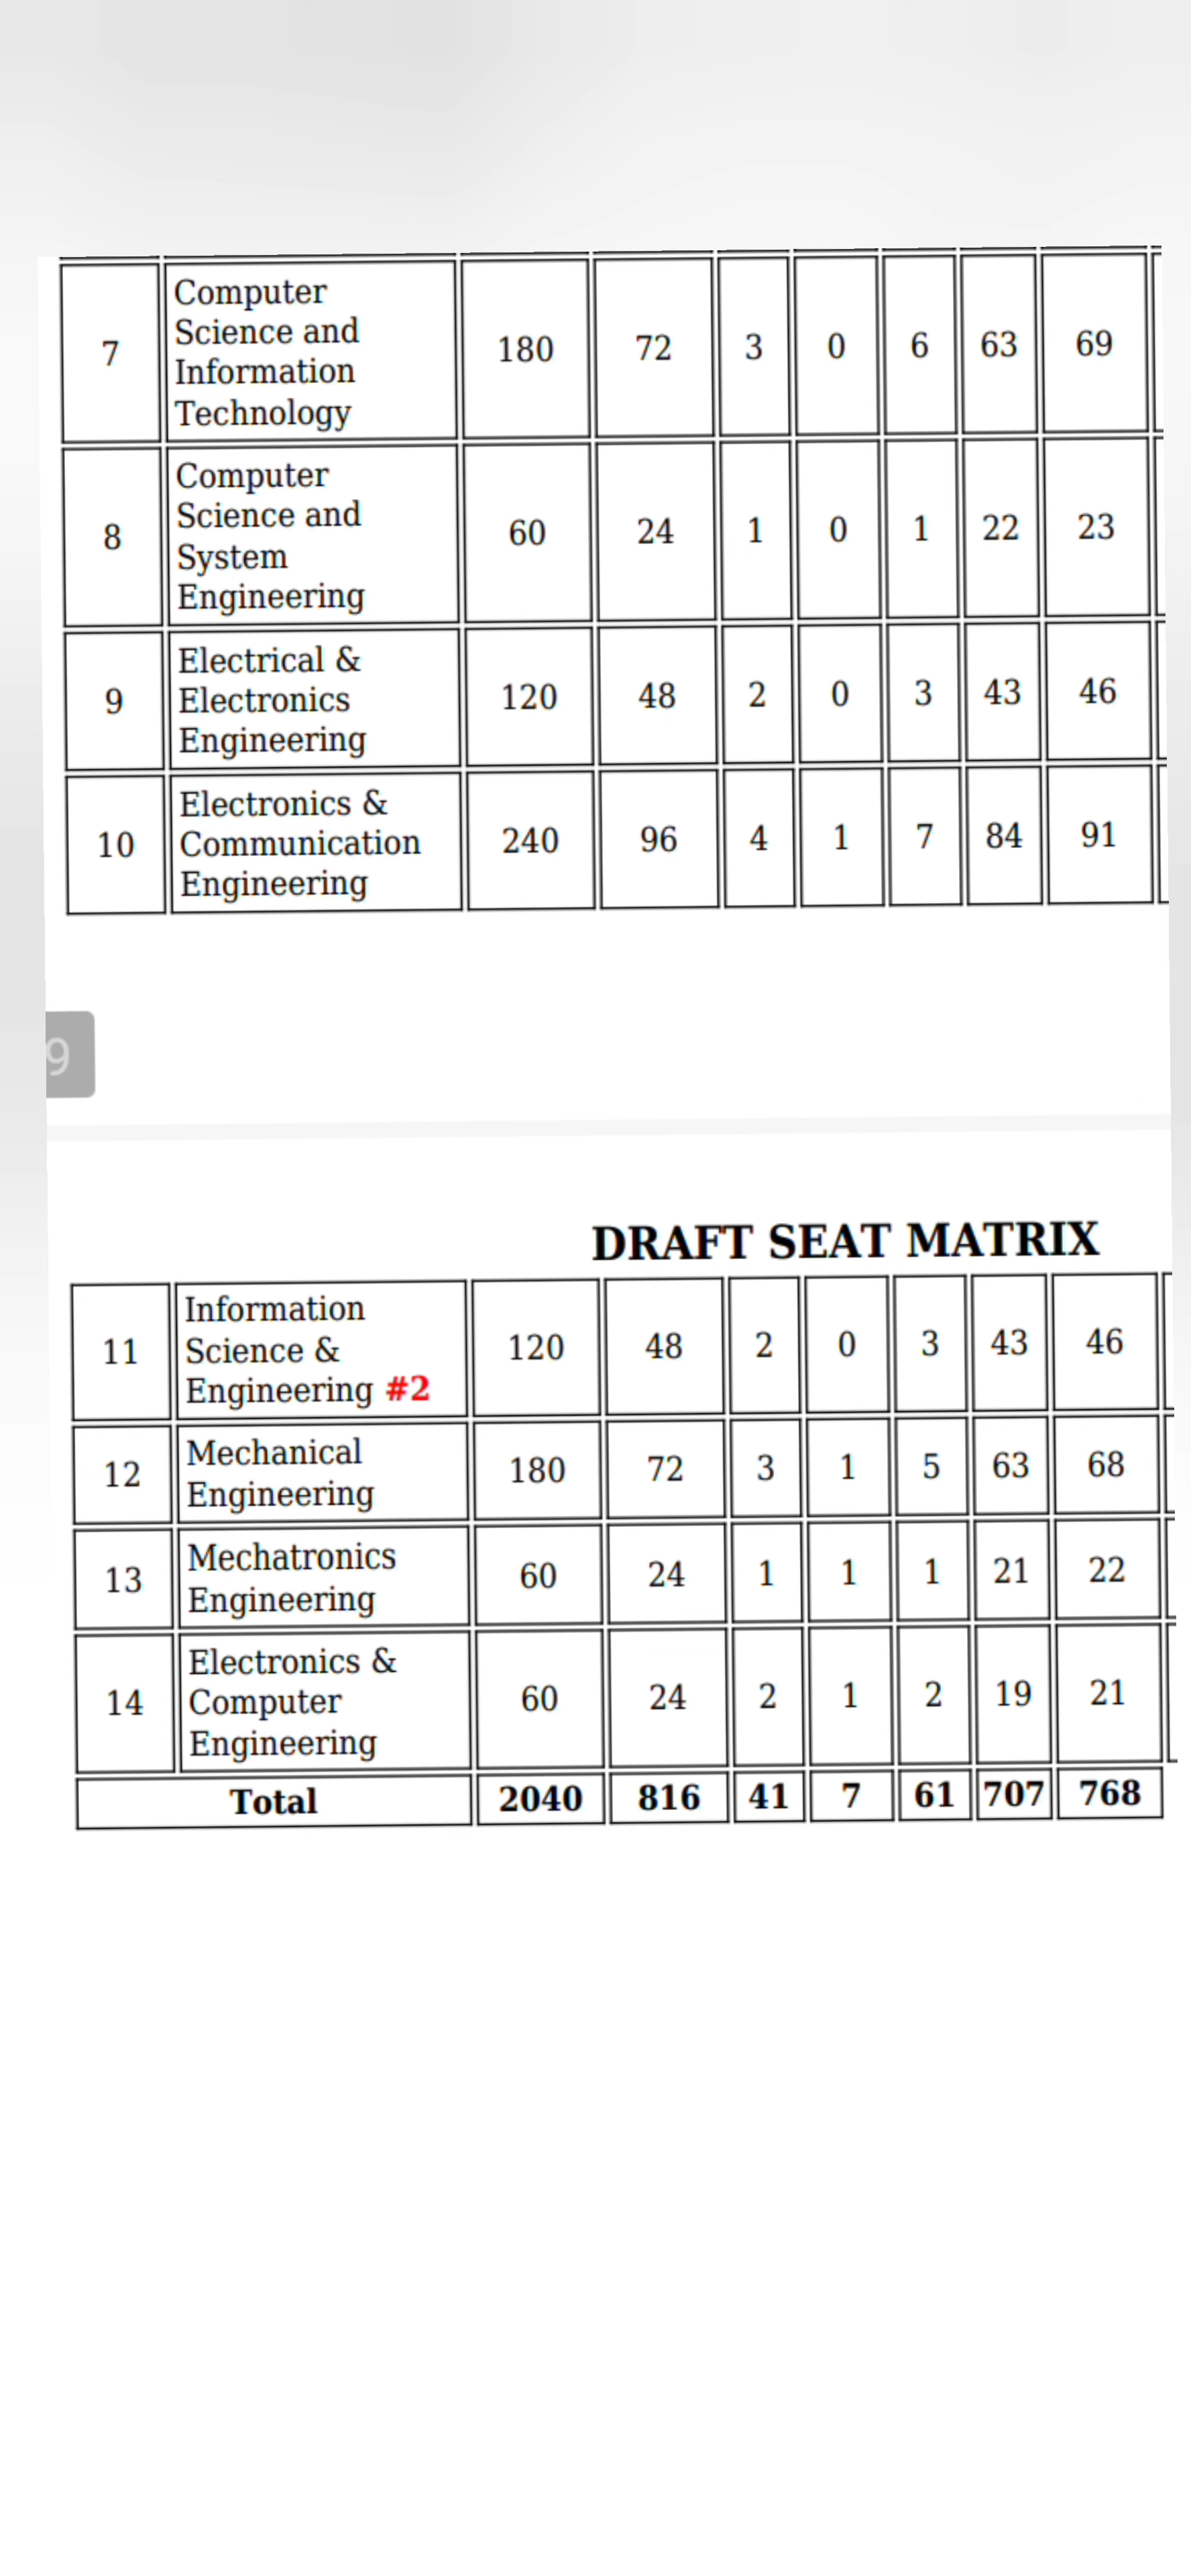 7 Computer Science and Information Technology 180 72 3 0 6 63 69
8 Computer Science and System Engineering 60 24 1 0 1 22 23
9 Electrical & Electronics Engineering 120 48 2 0 3 43 46
10 Electronics & Communication Engineering 240 96 4 1 7 84 91
9
DRAFT SEAT MATRIX
11 Information Science & Engineering #2 120 48 2 0 3 43 46
12 Mechanical Engineering 180 72 3 1 5 63 68
13 Mechatronics Engineering 60 24 1 1 1 21 22
14 Electronics & Computer Engineering 60 24 2 1 2 19 21
Total 2040 816 41 7 61 707 768